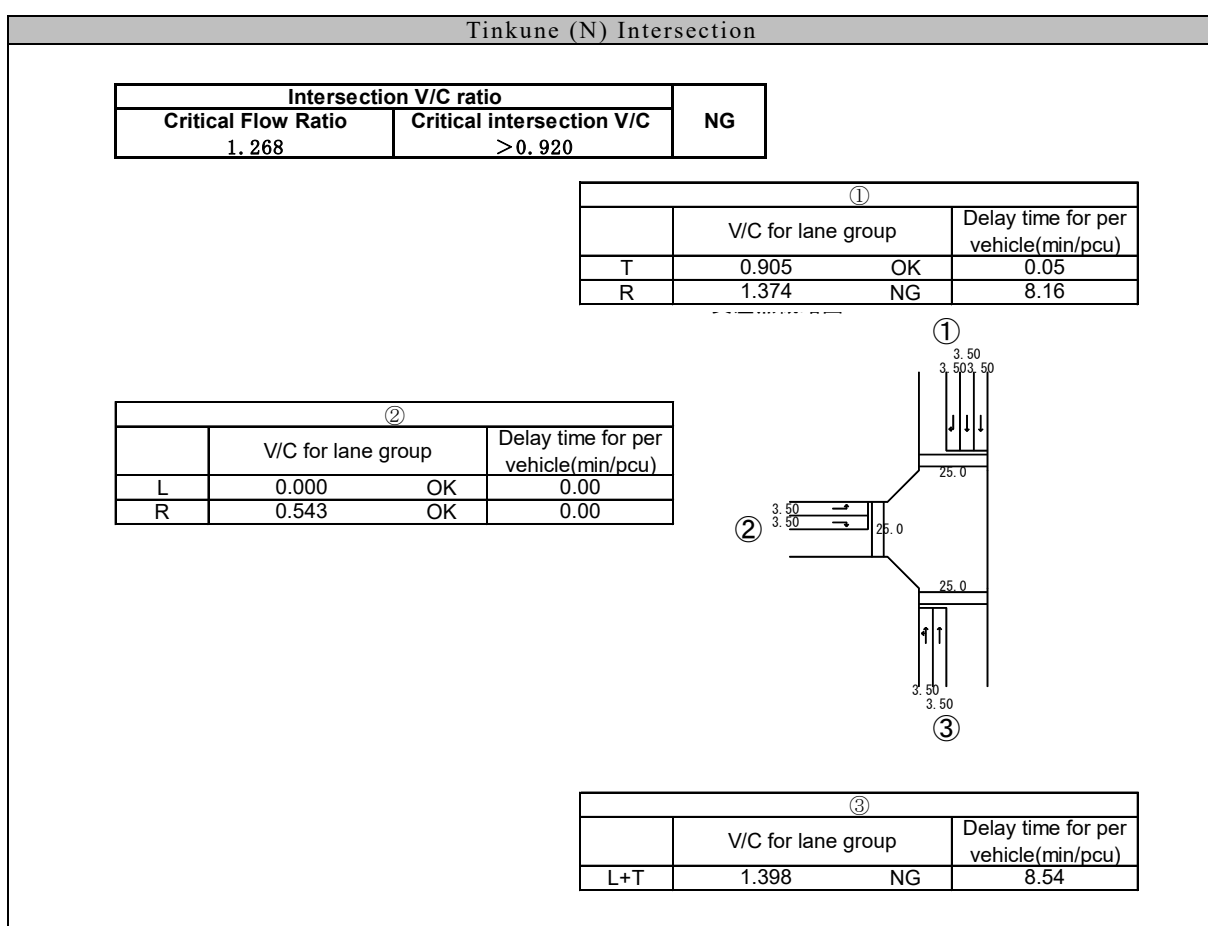 Tinkune (N) Intersection
Intersection V/C ratio
NG
Critical Flow Ratio Critical intersection V/C
1.268 >0.920
①
V/C for lane group Delay time for per
vehicle(min/pcu)
T 0.905 OK 0.05
R 1.374 NG 8.16
①
3.50
3.50 3.50
25.0
②
V/C for lane group Delay time for per
vehicle(min/pcu)
L 0.000 OK 0.00
R 0.543 OK 0.00
②
3.50
3.50
25.0
25.0
3.50
3.50
③
③
V/C for lane group Delay time for per
vehicle(min/pcu)
L+T 1.398 NG 8.54